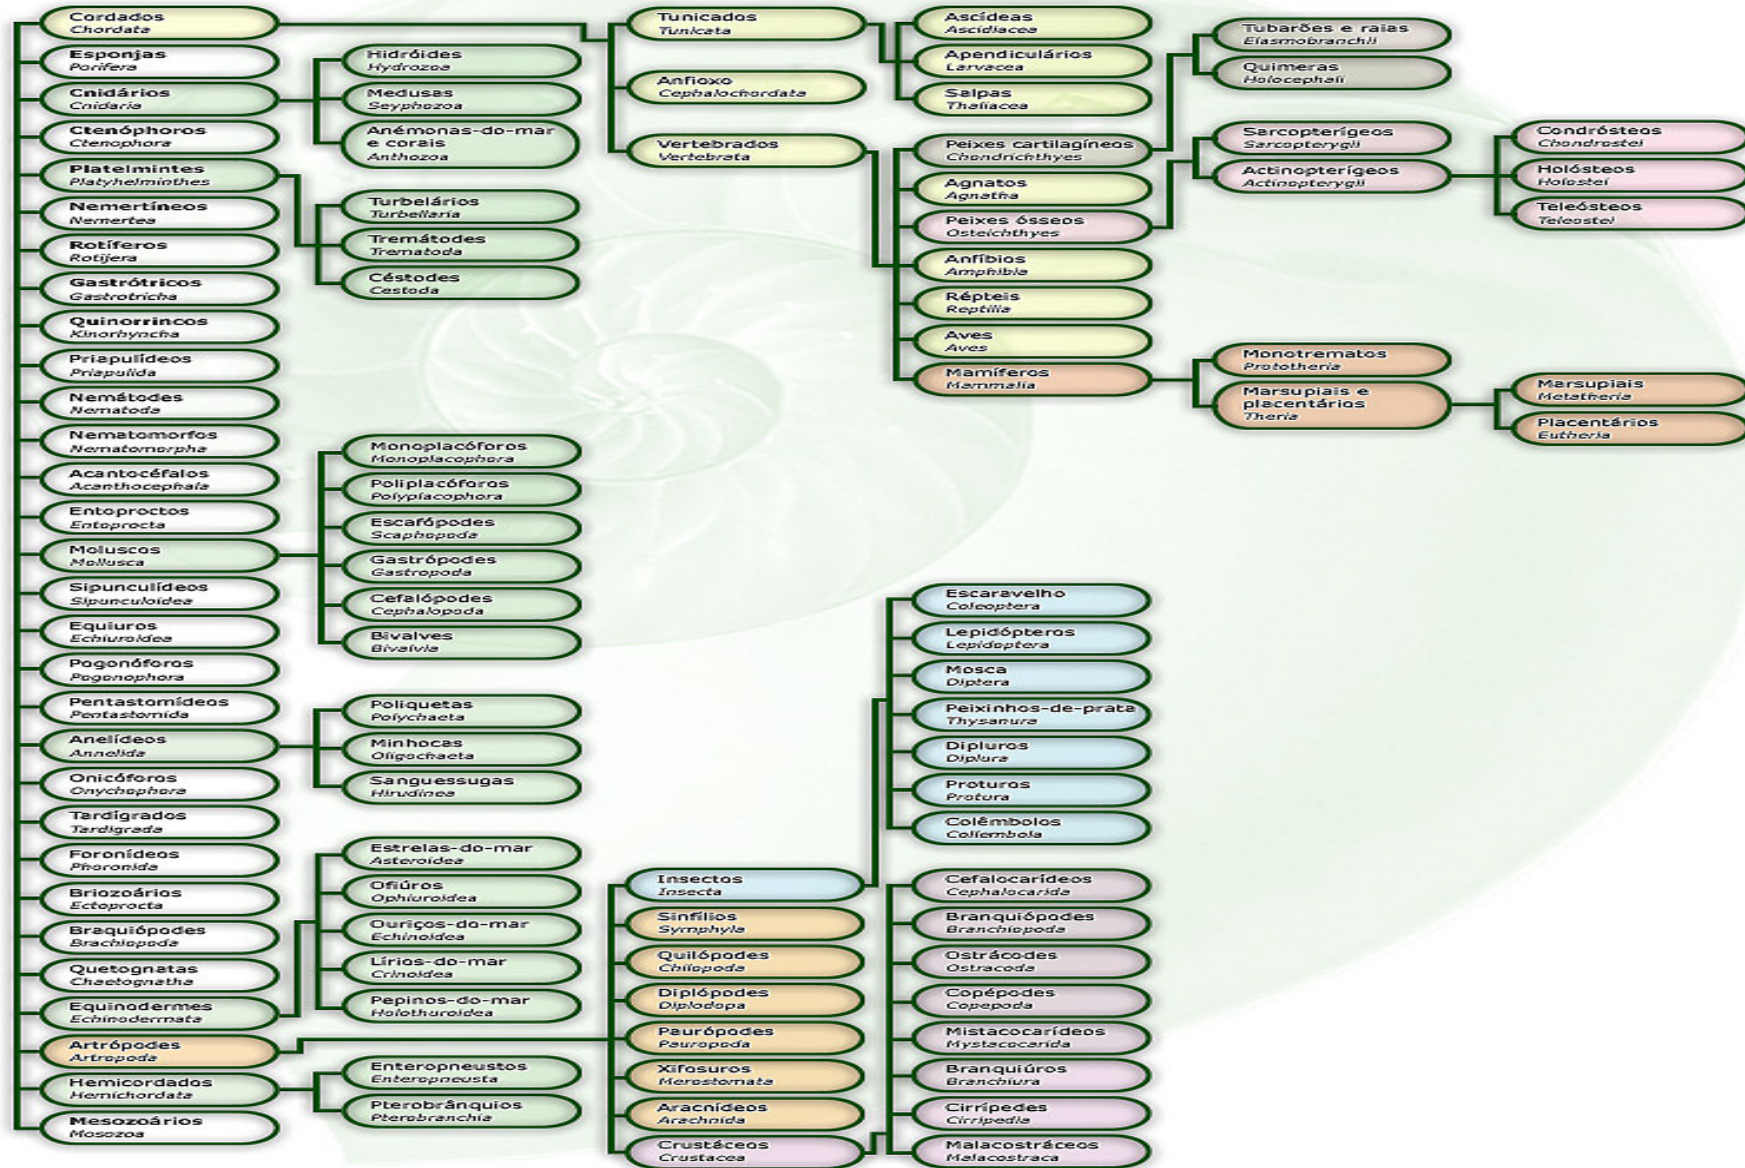 Cordados
Chordata
Esponjas
Porifera
Cnidários
Cnidaria
Ctenóphoros
Ctenophora
Platelmintes
Platyhelminthes
Nemertíneos
Nemertea
Rotíferos
Rotifera
Gastrótricos
Gastrotricha
Quinorrincos
Kinorhyncha
Priapulídeos
Priapulida
Nemátodes
Nematoda
Nematomorfos
Nematomorpha
Acantocéfalos
Acanthocephala
Entoproctos
Entoprocta
Moluscos
Mollusca
Sipunculídeos
Sipunculoidea
Equiuros
Echiuroidea
Pogonóforos
Pogonophora
Pentastomídeos
Pentastomida
Anelídeos
Annelida
Onicóforos
Onychophora
Tardígrados
Tardigrada
Foronídeos
Phoronida
Briozoários
Ectoprocta
Braquiópodes
Brachiopoda
Quetognatas
Chaetognatha
Equinodermes
Echinodermata
Artrópodes
Artropoda
Hemicordados
Hemichordata
Mesozoários
Mosozoa
Hidróides
Hydrozoa
Medusas
Seyphozoa
Anémonas-do-mar
e corais
Anthozoa
Turbelários
Turbellaria
Tremátodes
Trematoda
Céstodes
Cestoda
Monoplacóforos
Monoplacophora
Poliplacóforos
Polyplacophora
Escafópodes
Scaphopoda
Gastrópodes
Gastropoda
Cefalópodes
Cephalopoda
Bivalves
Bivalvia
Poliquetas
Polychaeta
Minhocas
Oligochaeta
Sanguessugas
Hirudinea
Estrelas-do-mar
Asteroidea
Ofiúros
Ophiuroidea
Ouriços-do-mar
Echinoidea
Lírios-do-mar
Crinoidea
Pepinos-do-mar
Holothuroidea
Enteropneustos
Enteropneusta
Pterobrânquios
Pterobranchia
Tunicados
Tunicata
Anfioxo
Cephalochordata
Vertebrados
Vertebrata
Ascídeas
Ascidiacea
Apendiculários
Larvacea
Salpas
Thaliacea
Peixes cartilagíneos
Chondrichthyes
Agnatos
Agnatha
Peixes ósseos
Osteichthyes
Anfíbios
Amphibia
Répteis
Reptilia
Aves
Aves
Mamíferos
Mammalia
Tubarões e raias
Elasmobranchii
Quimeras
Holocephali
Sarcopterígeos
Sarcopterygii
Actinopterígeos
Actinopterygii
Condrósteos
Chondrostei
Holósteos
Holostei
Teleósteos
Teleostei
Monotrematos
Prototheria
Marsupiais e
placentários
Theria
Marsupiais
Metatheria
Placentários
Eutheria
Insectos
Insecta
Sinfílios
Symphyla
Quilópodes
Chilopoda
Diplópodes
Diplodopa
Paurópodes
Pauropoda
Xifosuros
Merostomata
Aracnídeos
Arachnida
Crustáceos
Crustacea
Escaravelho
Coleoptera
Lepidópteros
Lepidoptera
Mosca
Diptera
Peixinhos-de-prata
Thysanura
Dipluros
Diplura
Proturos
Protura
Colêmbolos
Collembola
Cefalocarídeos
Cephalocarida
Branquiópodes
Branchiopoda
Ostrácodes
Ostracoda
Copépodes
Copepoda
Mistacocarídeos
Mystacocarida
Branquiúros
Branchiura
Cirrípedes
Cirripedia
Malacostráceos
Malacostraca